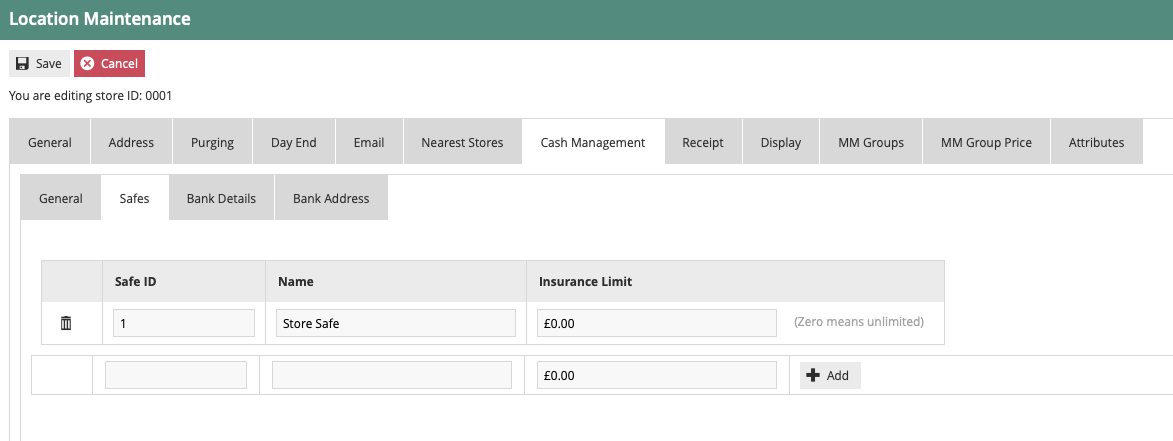 Location Maintenance
Save Cancel
You are editing store ID: 0001
General Address Purging Day End Email Nearest Stores Cash Management Receipt Display MM Groups MM Group Price Attributes
General Safes Bank Details Bank Address
Safe ID Name Insurance Limit
1 Store Safe £0.00 (Zero means unlimited)
£0.00 Add